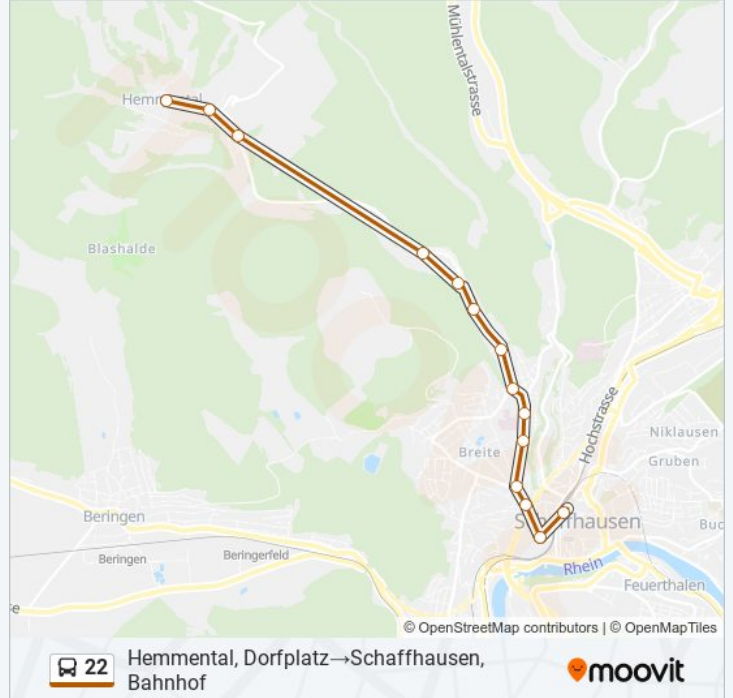 Mühlentalstrasse
Hemmental
Blashalde
Hochstrasse
Niklausen
Breite
Gruben
Beringen
Schaffhausen
Beringen
Beringerfeld
Rhein
Feuerthalen
© OpenStreetMap contributors | © OpenMapTiles
22
Hemmental, Dorfplatz→Schaffhausen,
Bahnhof
moovit